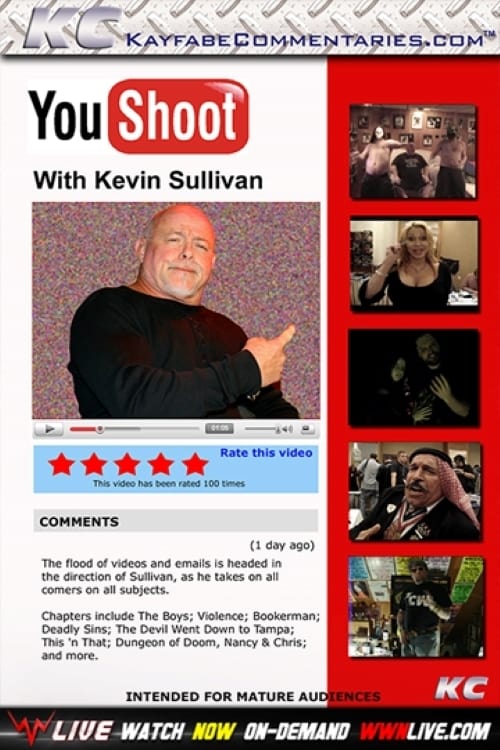 KC KAYFABECOMMENTARIES.COM™
You Shoot
With Kevin Sullivan
01:05
Rate this video
This video has been rated 100 times
COMMENTS
(1 day ago)
The flood of videos and emails is headed in
the direction of Sullivan, as he takes on all
comers on all subjects.
Chapters include The Boys; Violence; Bookerman;
Deadly Sins; The Devil Went Down to Tampa;
This 'n That; Dungeon of Doom, Nancy & Chris;
and more.
KC
INTENDED FOR MATURE AUDIENCES
LIVE WATCH NOW ON-DEMAND WWNLIVE.COM